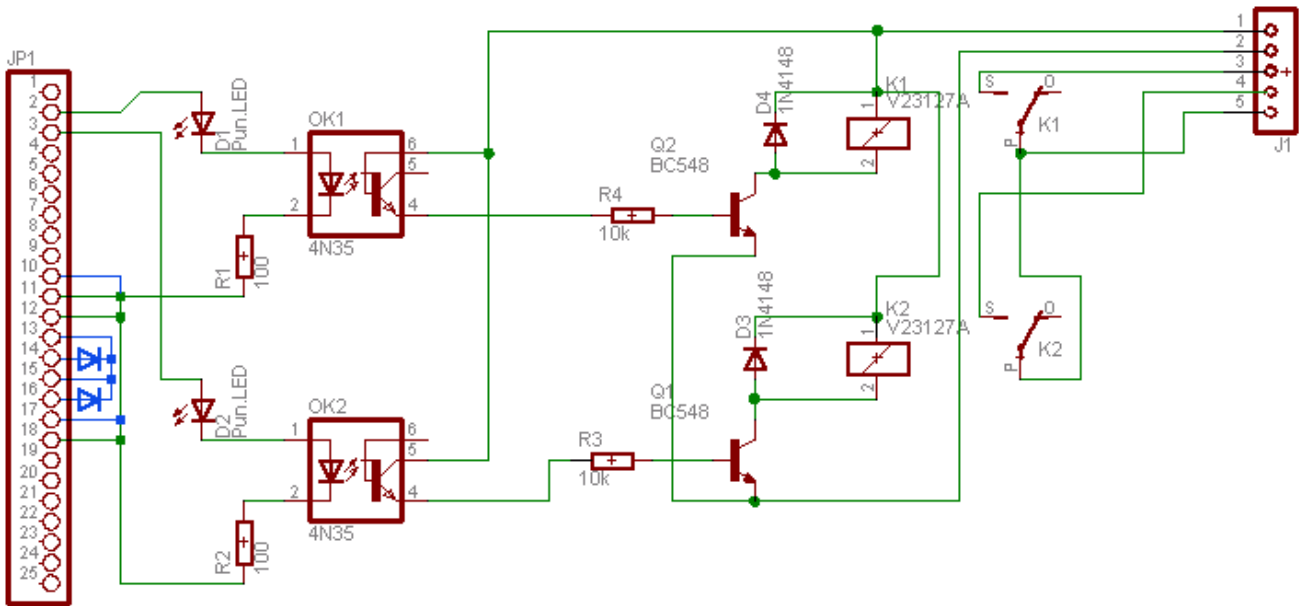 JP1
1
2
3
4
5
6
7
8
9
10
11
12
13
14
15
16
17
18
19
20
21
22
23
24
25
D1
Pun.LED
R1
100
OK1
1
2
6
5
4
4N35
D2
Pun.LED
R2
100
OK2
1
2
6
5
4
4N35
R4
10k
Q2
BC548
D4
1N4148
K1
V23127A
1
2
R3
10k
Q1
BC548
D3
1N4148
K2
V23127A
1
2
S
O
P
K1
S
O
P
K2
1
2
3
4
5
J1